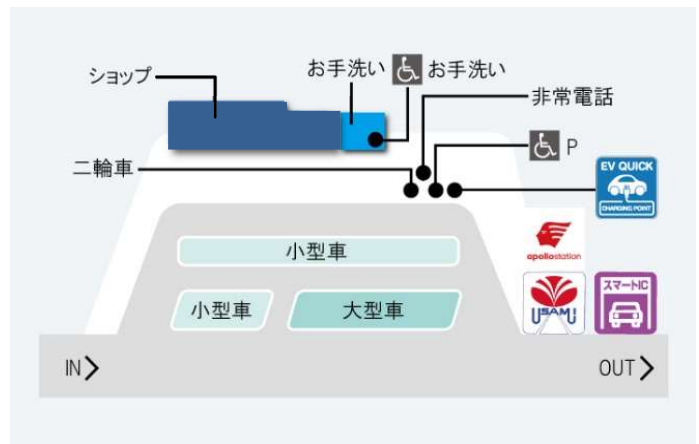 ショップ
お手洗い
お手洗い
非常電話
P
二輪車
EV QUICK
CHARGING POINT
小型車
apollostation
小型車
大型車
USAMU
スマートIC
IN
OUT